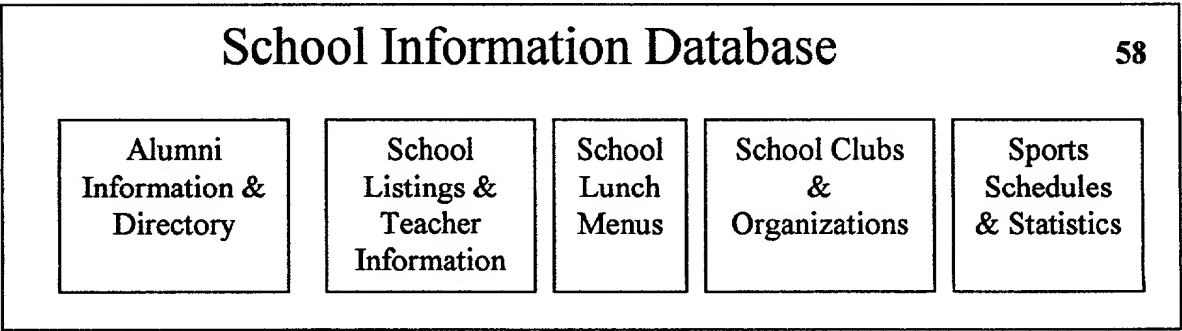 School Information Database 58
Alumni
Information &
Directory
School
Listings &
Teacher
Information
School
Lunch
Menus
School Clubs
&
Organizations
Sports
Schedules
& Statistics